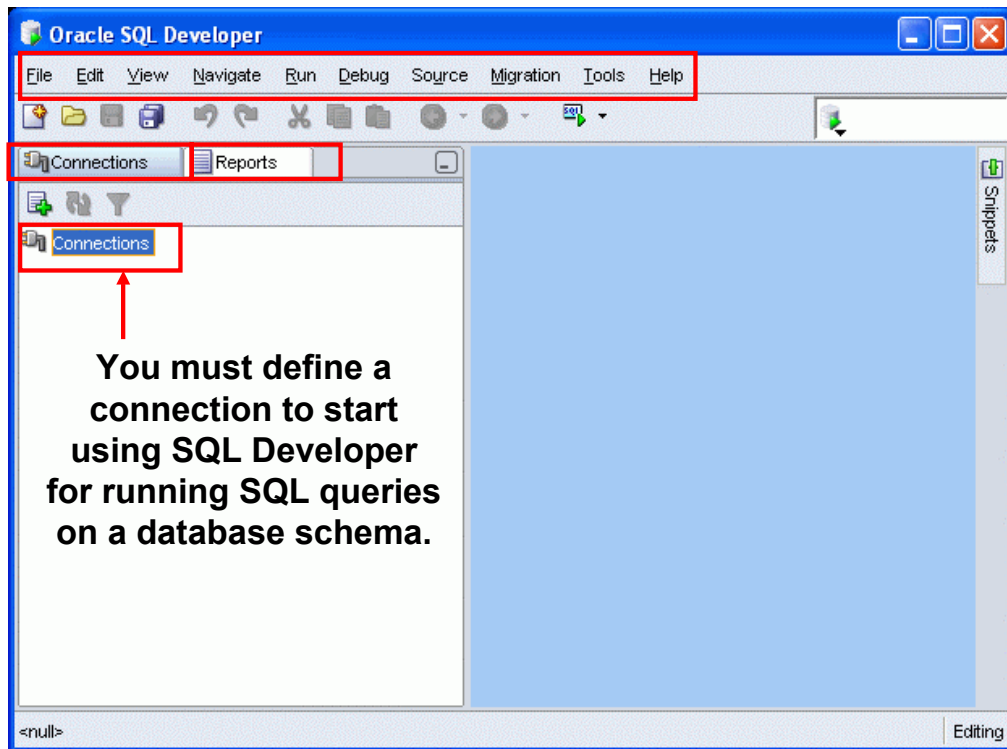 Oracle SQL Developer
File Edit View Navigate Run Debug Source Migration Tools Help
SQL
Connections Reports
Connections
Snippets
You must define a
connection to start
using SQL Developer
for running SQL queries
on a database schema.
<null> Editing